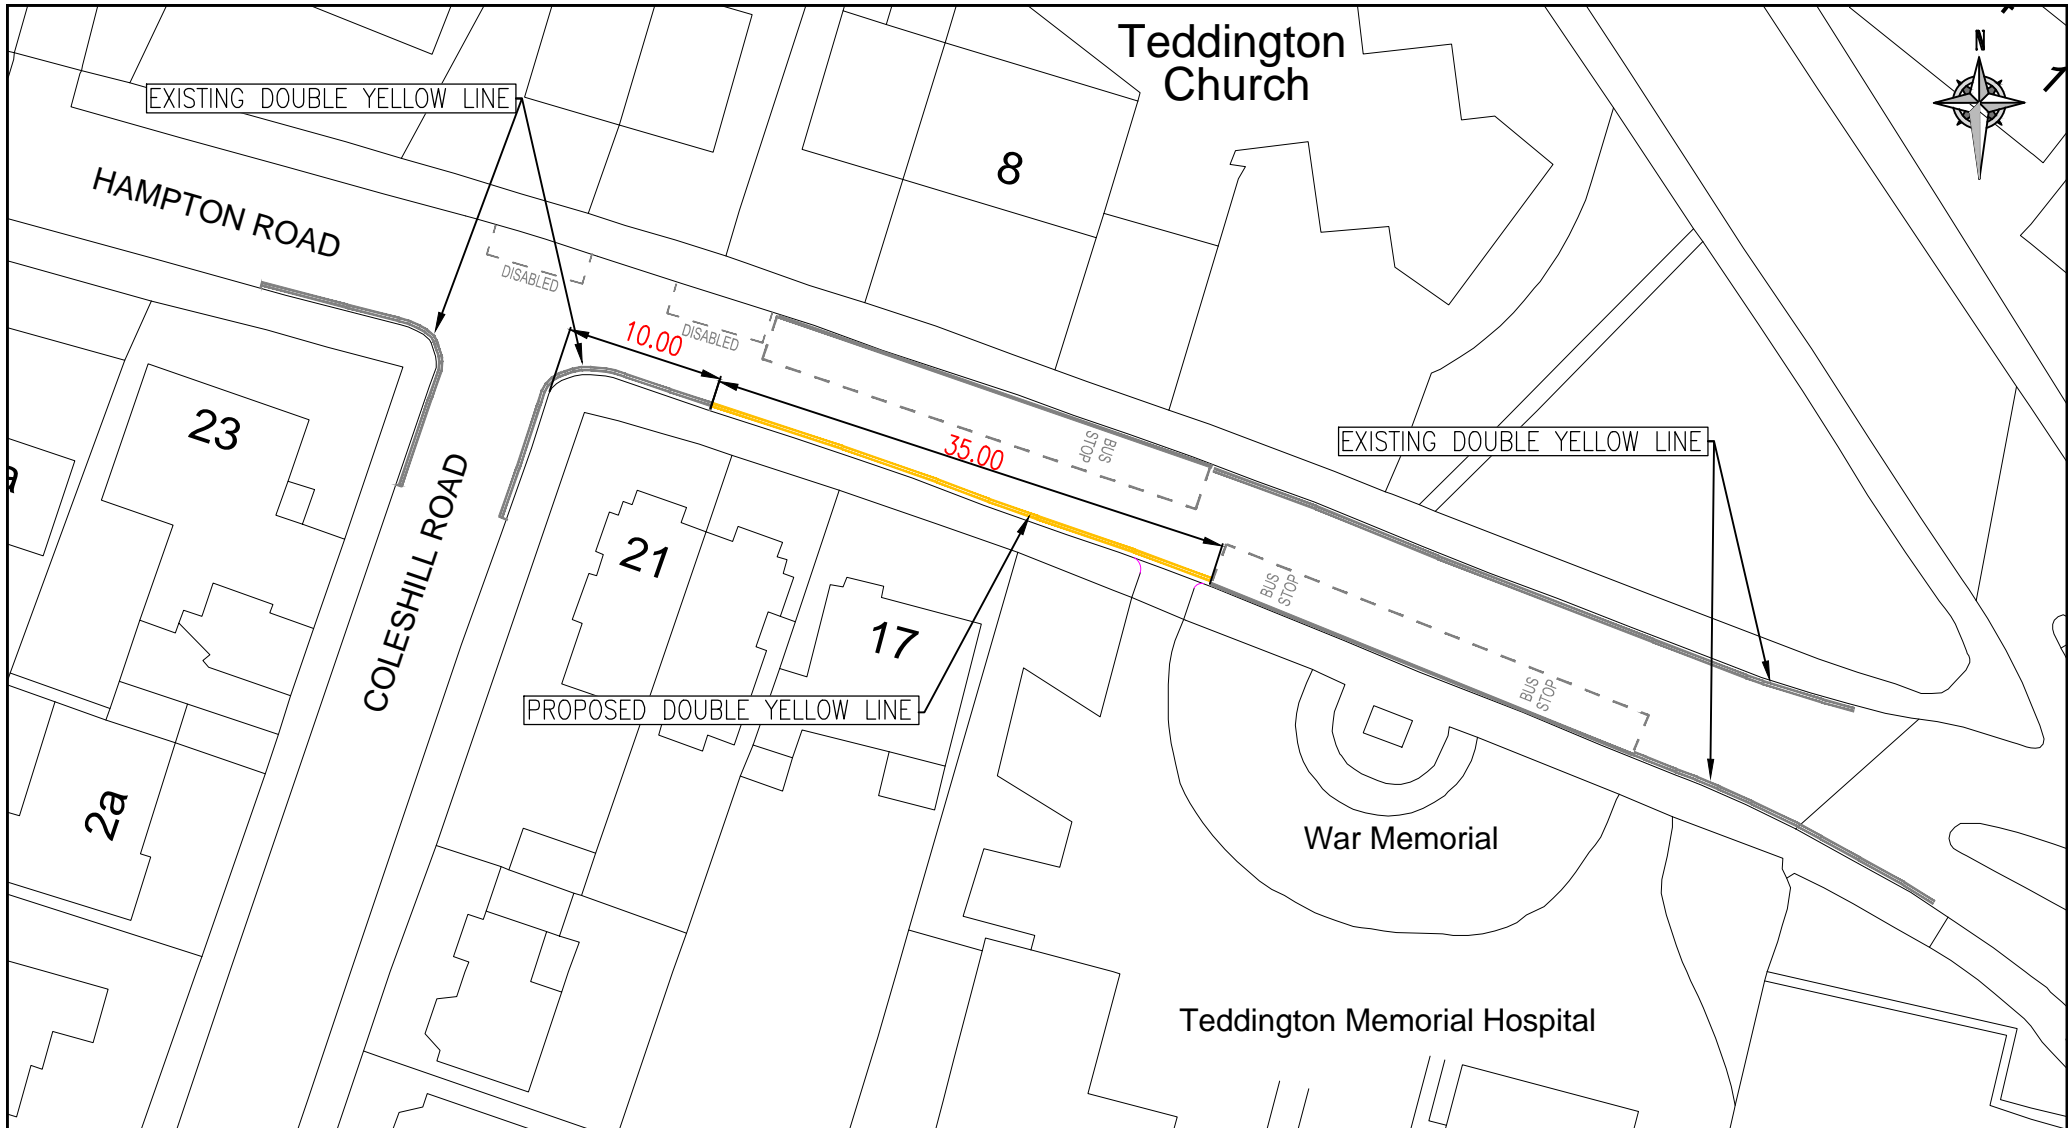 Teddington
Church
N
EXISTING DOUBLE YELLOW LINE
8
HAMPTON ROAD
DISABLED
DISABLED
10.00
23
35.00
BUS
STOP
EXISTING DOUBLE YELLOW LINE
COLESHILL ROAD
21
17
BUS
STOP
BUS
STOP
PROPOSED DOUBLE YELLOW LINE
2a
War Memorial
Teddington Memorial Hospital